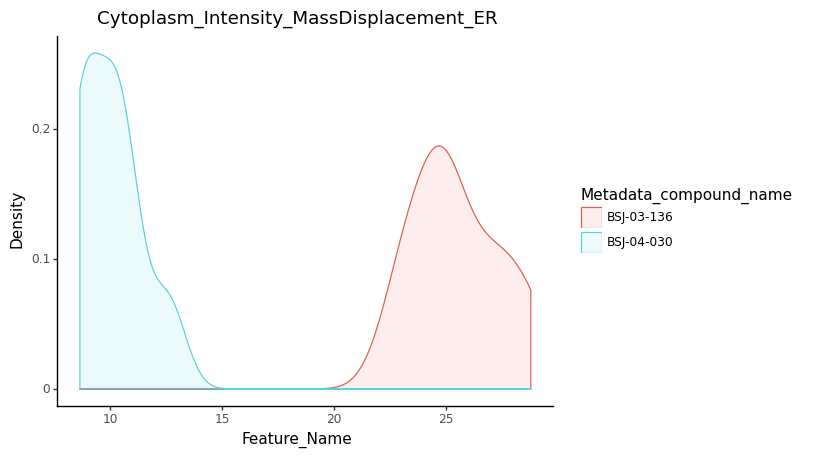 Cytoplasm_Intensity_MassDisplacement_ER
Density
0.2
0.1
0
10
15
20
25
Feature_Name
Metadata_compound_name
BSJ-03-136
BSJ-04-030